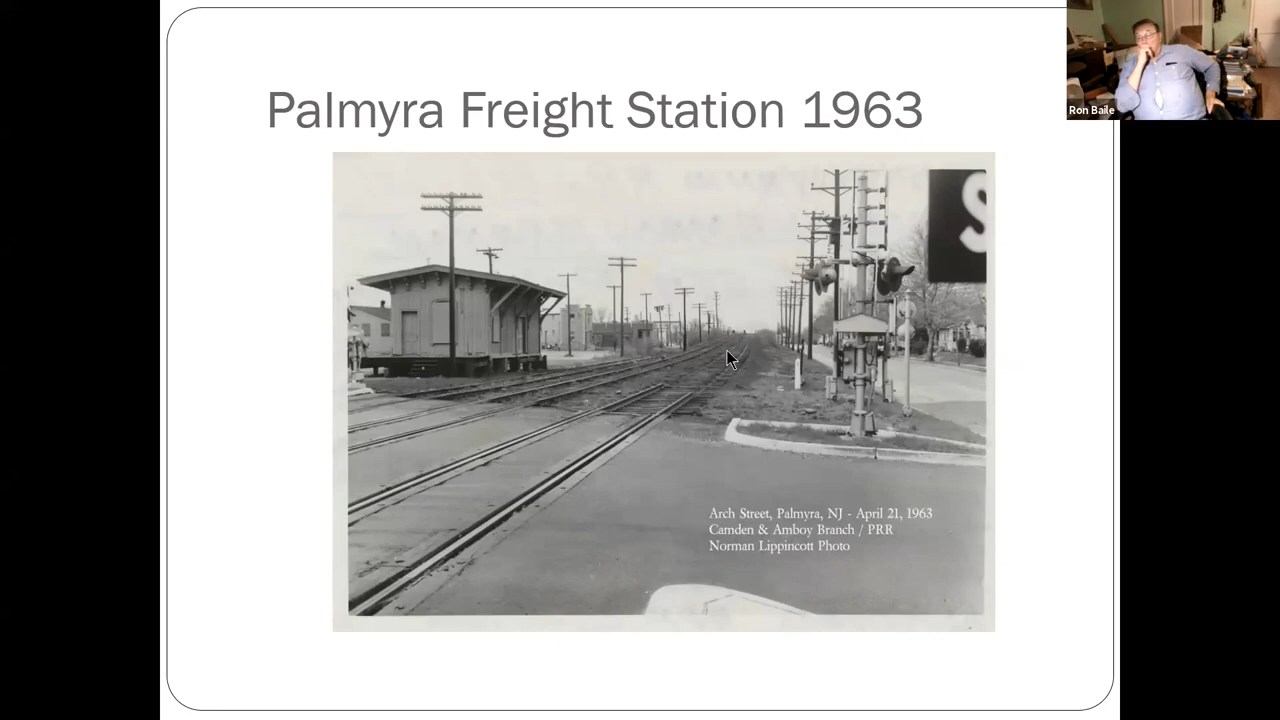 Palmyra Freight Station 1963
Ron Baile
S
Arch Street, Palmyra, NJ - April 21, 1963
Camden & Amboy Branch / PRR
Norman Lippincott Photo